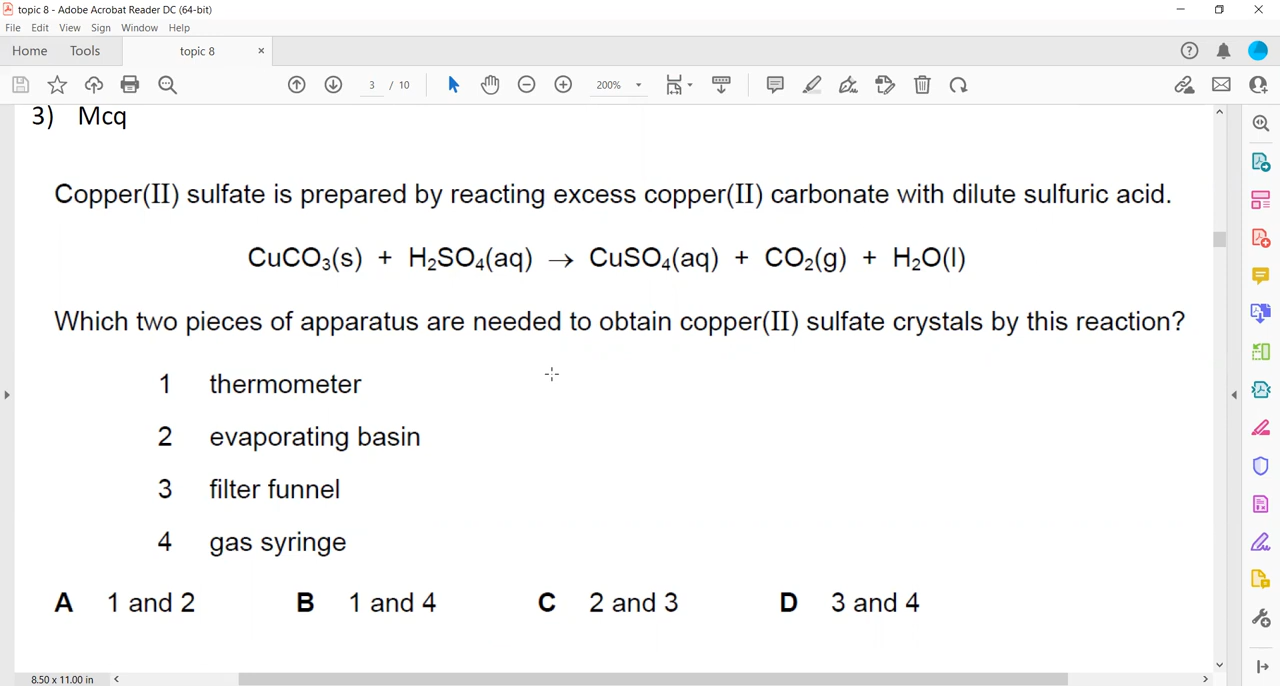 topic 8 - Adobe Acrobat Reader DC (64-bit)
File Edit View Sign Window Help
Home Tools topic 8 ×
3 / 10 200%
3) Mcq
Copper(II) sulfate is prepared by reacting excess copper(II) carbonate with dilute sulfuric acid.
CuCO₃(s) + H₂SO₄(aq) → CuSO₄(aq) + CO₂(g) + H₂O(l)
Which two pieces of apparatus are needed to obtain copper(II) sulfate crystals by this reaction?
1 thermometer
2 evaporating basin
3 filter funnel
4 gas syringe
A 1 and 2 B 1 and 4 C 2 and 3 D 3 and 4
8.50 x 11.00 in